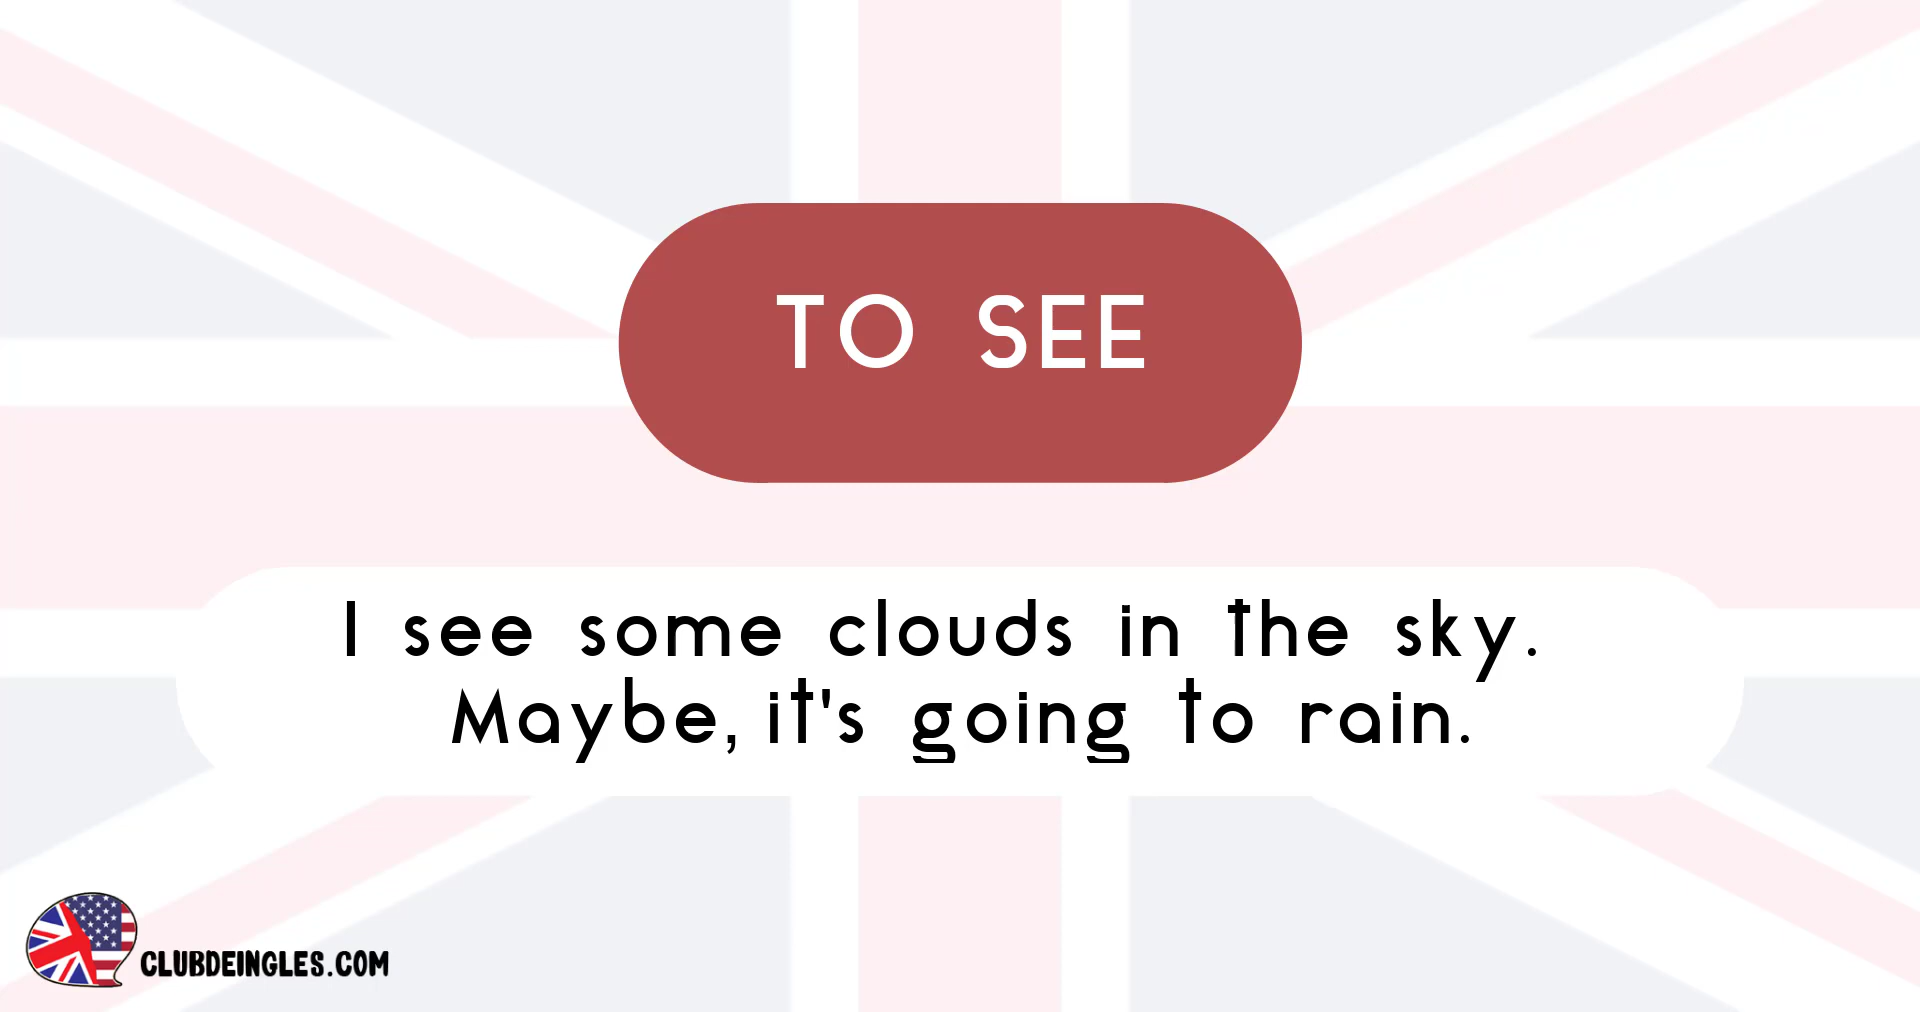 TO SEE
I see some clouds in the sky.
Maybe, it's going to rain.
CLUBDEINGLES.COM